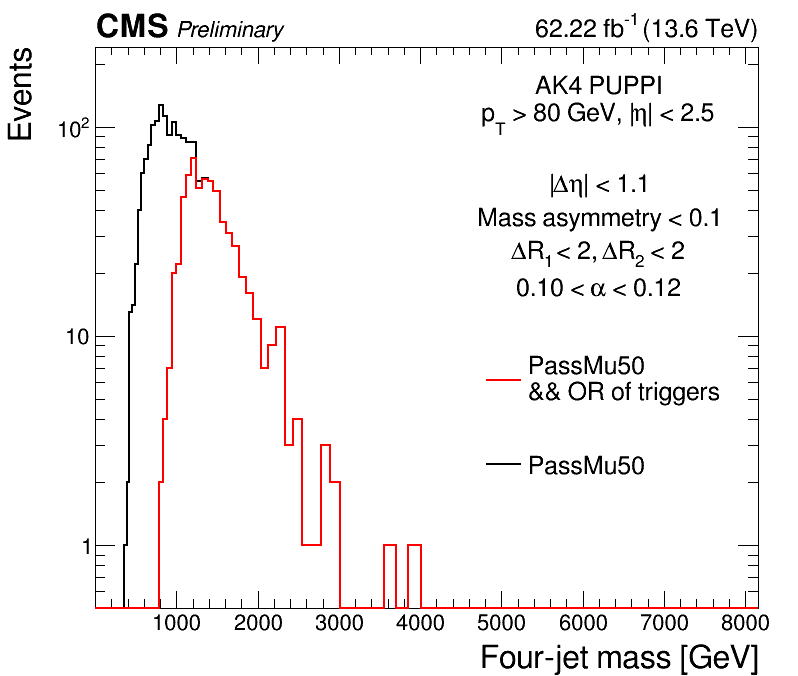 CMS Preliminary 62.22 fb⁻¹ (13.6 TeV)
Events
AK4 PUPPI
p_T > 80 GeV, |η| < 2.5
|Δη| < 1.1
Mass asymmetry < 0.1
ΔR₁ < 2, ΔR₂ < 2
0.10 < α < 0.12
PassMu50
&& OR of triggers
PassMu50
10²
10
1
1000 2000 3000 4000 5000 6000 7000 8000
Four-jet mass [GeV]